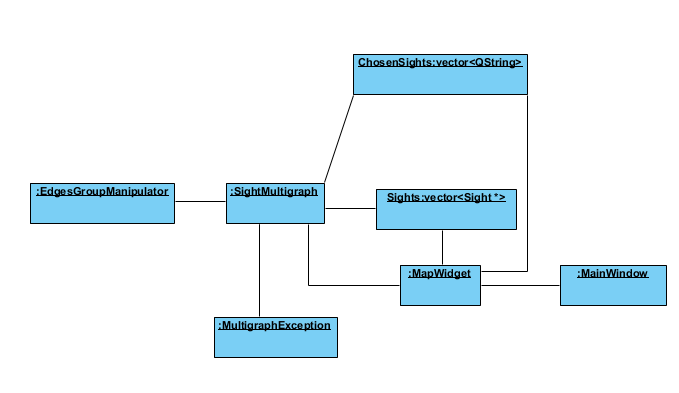 ChosenSights:vector<QString>
:EdgesGroupManipulator
:SightMultigraph
Sights:vector<Sight *>
:MapWidget
:MainWindow
:MultigraphException